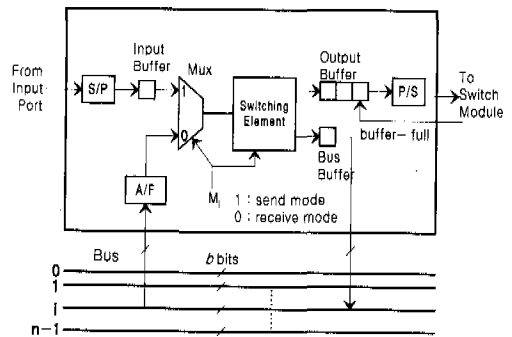 From
Input
Port
S/P
Input
Buffer
Mux
1
0
Switching
Element
Output
Buffer
P/S
To
Switch
Module
buffer-full
Bus
Buffer
A/F
Mi
1 : send mode
0 : receive mode
Bus
b bits
0
1
i
n-1